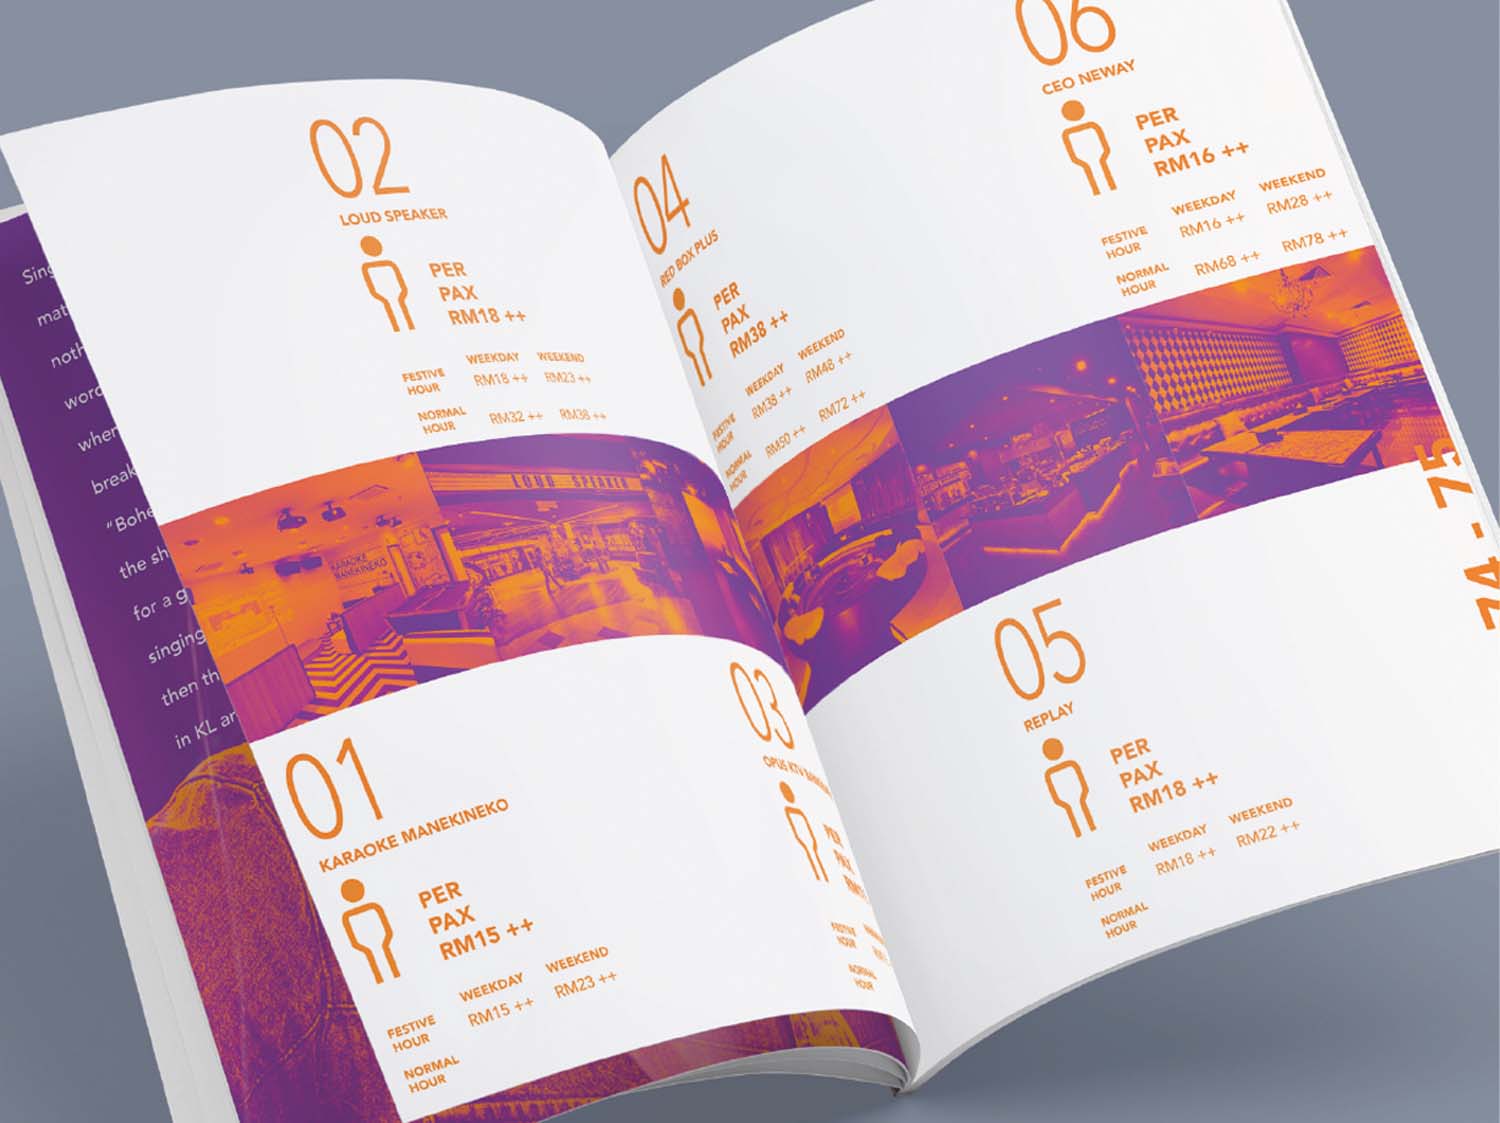 Sing
mat
noth
word
when
break
"Bohe
the sh
for a g
singing
then th
in KL an
02
LOUD SPEAKER
PER
PAX
RM18 ++
WEEKDAY WEEKEND
FESTIVE HOUR RM18 ++ RM23 ++
NORMAL HOUR RM32 ++ RM38 ++
KARAOKE
MANEKINEKO
LOUD SPEAKER
01
KARAOKE MANEKINEKO
PER
PAX
RM15 ++
WEEKDAY WEEKEND
FESTIVE HOUR RM15 ++ RM23 ++
NORMAL HOUR
03
OPUS KTV
PER
PAX
FESTIVE HOUR
NORMAL HOUR
04
RED BOX PLUS
PER
PAX
RM38 ++
WEEKDAY WEEKEND
FESTIVE HOUR RM38 ++ RM48 ++
NORMAL HOUR RM50 ++ RM72 ++
06
CEO NEWAY
PER
PAX
RM16 ++
WEEKDAY WEEKEND
FESTIVE HOUR RM16 ++ RM28 ++
NORMAL HOUR RM68 ++ RM78 ++
05
REPLAY
PER
PAX
RM18 ++
WEEKDAY WEEKEND
FESTIVE HOUR RM18 ++ RM22 ++
NORMAL HOUR
74 - 75